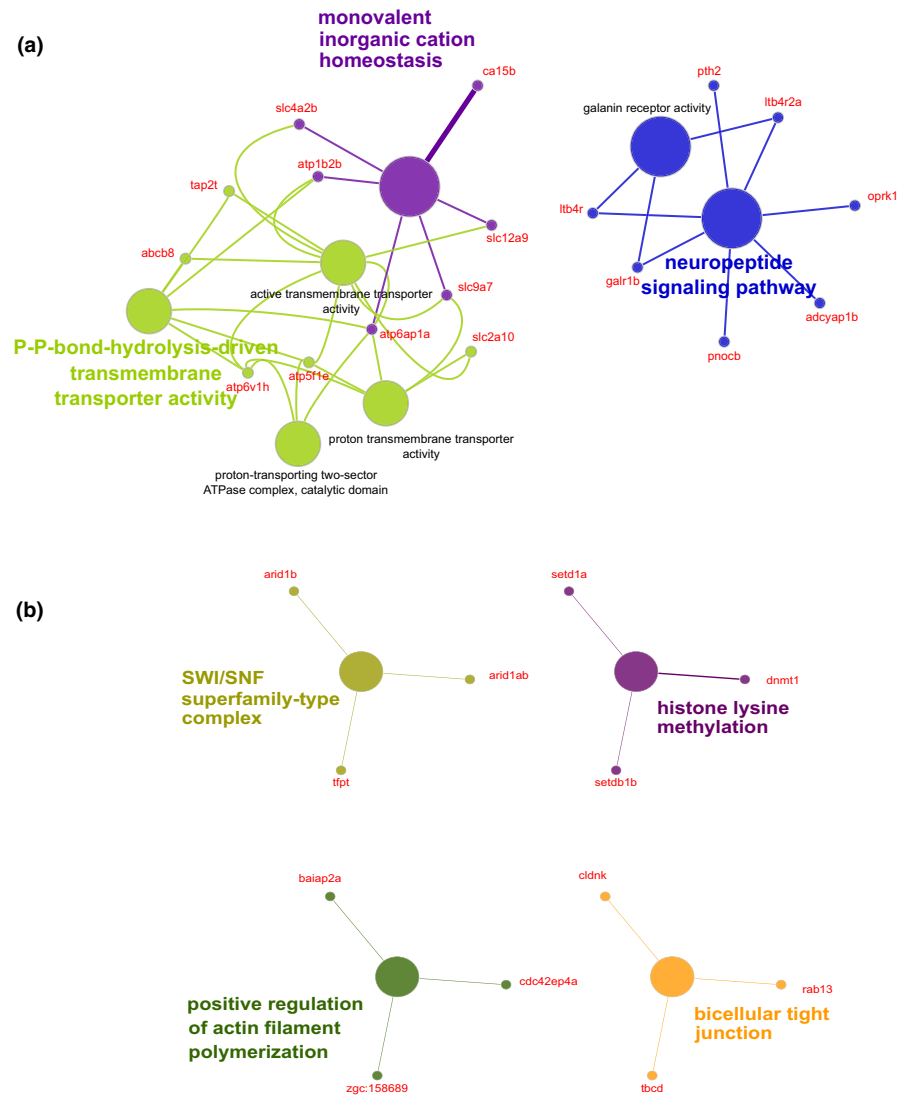 (a)
monovalent
inorganic cation
homeostasis
ca15b
slc4a2b
atp1b2b
tap2t
slc12a9
abcb8
active transmembrane transporter
activity
slc9a7
atp6ap1a
slc2a10
P-P-bond-hydrolysis-driven
transmembrane
transporter activity
atp6v1h
atp5f1e
proton transmembrane transporter
activity
proton-transporting two-sector
ATPase complex, catalytic domain
pth2
galanin receptor activity
ltb4r2a
ltb4r
oprk1
neuropeptide
signaling pathway
galr1b
adcyap1b
pnocb
(b)
arid1b
arid1ab
SWI/SNF
superfamily-type
complex
tfpt
setd1a
dnmt1
histone lysine
methylation
setdb1b
baiap2a
cdc42ep4a
positive regulation
of actin filament
polymerization
zgc:158689
cldnk
rab13
bicellular tight
junction
tbcd